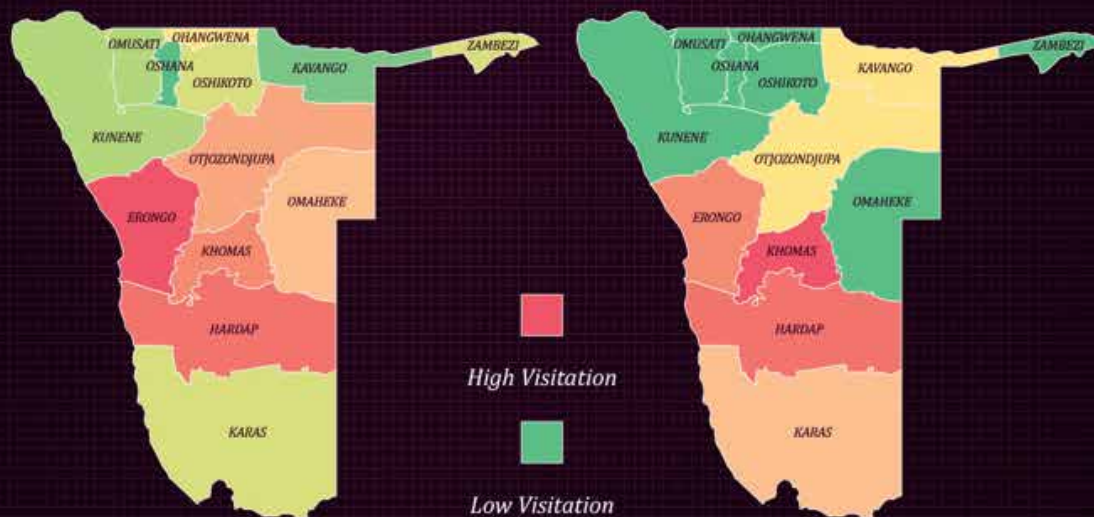 OHANGWENA
OMUSATI
ZAMBEZI
OSHANA
KAVANGO
OSHIKOTO
KUNENE
OTJOZONDJUPA
OMAHEKE
ERONGO
KHOMAS
HARDAP
KARAS
High Visitation
Low Visitation
OHANGWENA
OMUSATI
ZAMBEZI
OSHANA
KAVANGO
OSHIKOTO
KUNENE
OTJOZONDJUPA
OMAHEKE
ERONGO
KHOMAS
HARDAP
KARAS